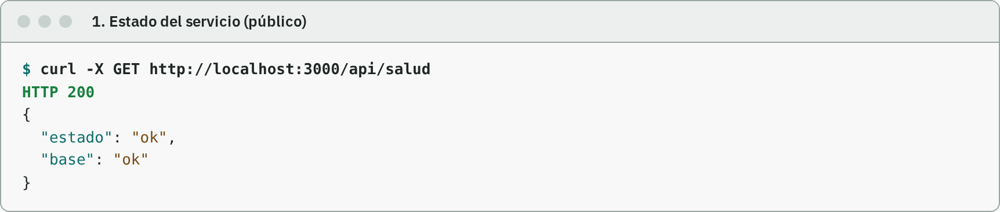 1. Estado del servicio (público)
$ curl -X GET http://localhost:3000/api/salud
HTTP 200
{
  "estado": "ok",
  "base": "ok"
}